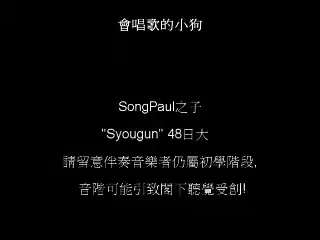 會唱歌的小狗
SongPaul之子
"Syougun" 48日大
請留意伴奏音樂者仍屬初學階段,
音階可能引致閣下聽覺受創!